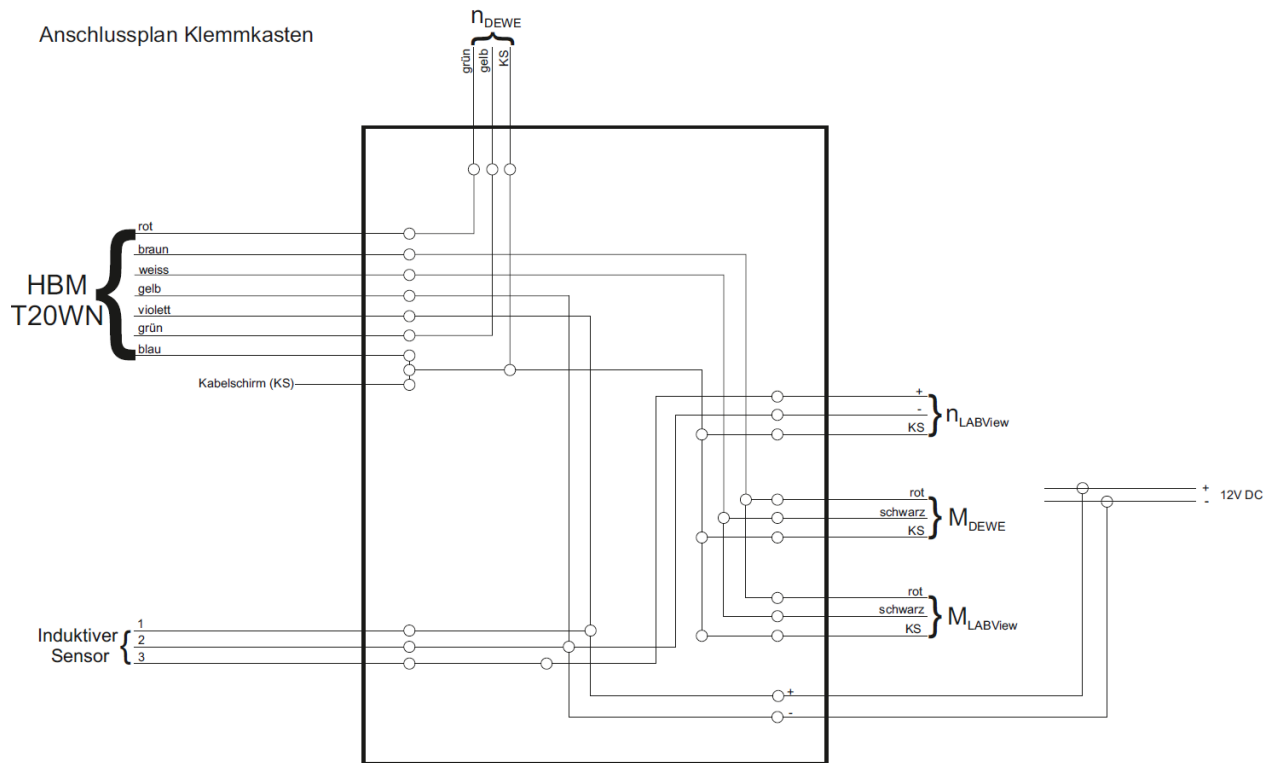 Anschlussplan Klemmkasten
nDEWE
grün
gelb
KS
HBM
T20WN
rot
braun
weiss
gelb
violett
grün
blau
Kabelschirm (KS)
+
-
KS
nLABView
rot
schwarz
KS
MDEWE
+
-
12V DC
rot
schwarz
KS
MLABView
Induktiver
Sensor
1
2
3
+
-